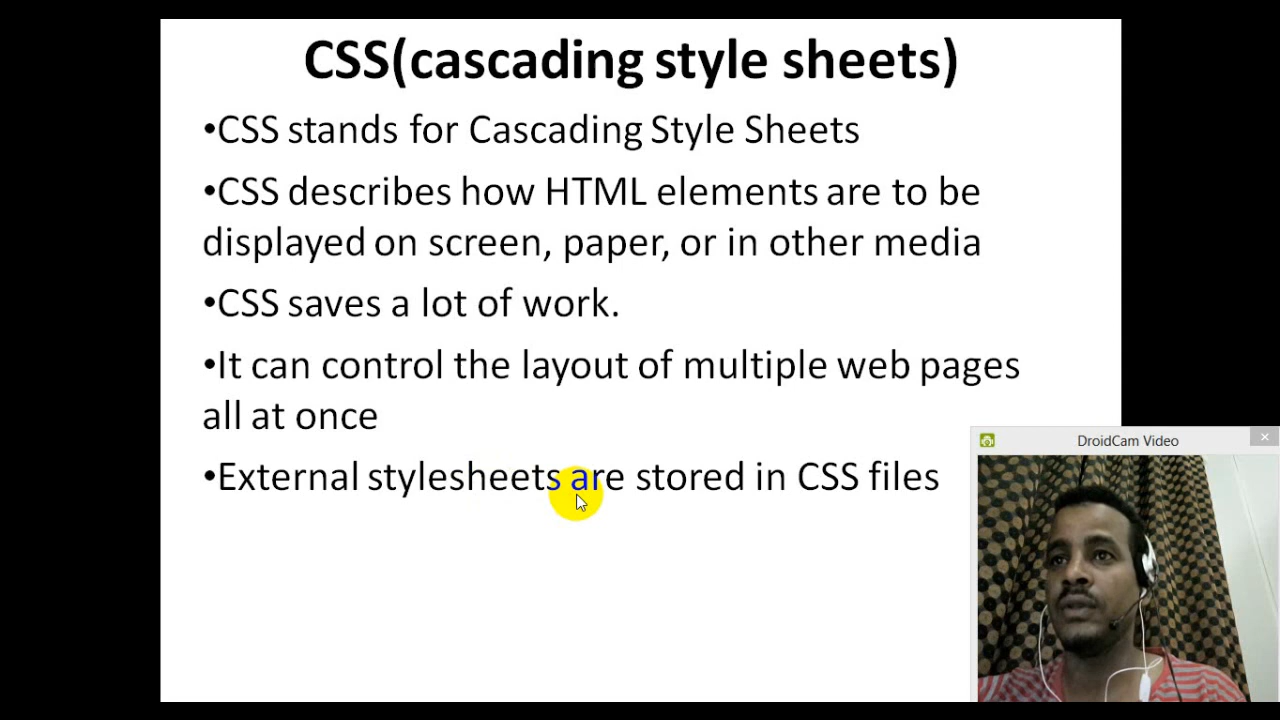 CSS(cascading style sheets)
•CSS stands for Cascading Style Sheets
•CSS describes how HTML elements are to be
displayed on screen, paper, or in other media
•CSS saves a lot of work.
•It can control the layout of multiple web pages
all at once
•External stylesheets are stored in CSS files
DroidCam Video